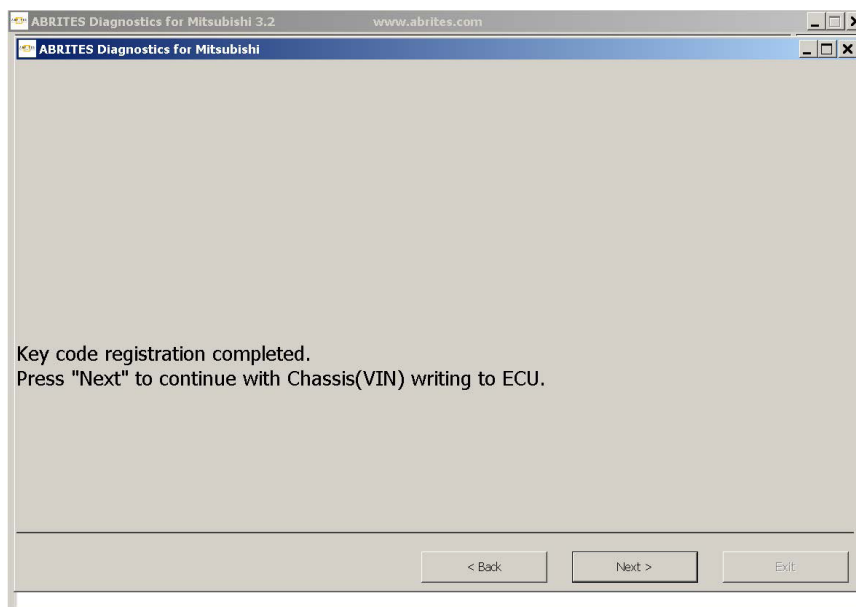 ABRITES Diagnostics for Mitsubishi 3.2 www.abrites.com
ABRITES Diagnostics for Mitsubishi
Key code registration completed.
Press "Next" to continue with Chassis(VIN) writing to ECU.
< Back Next > Exit